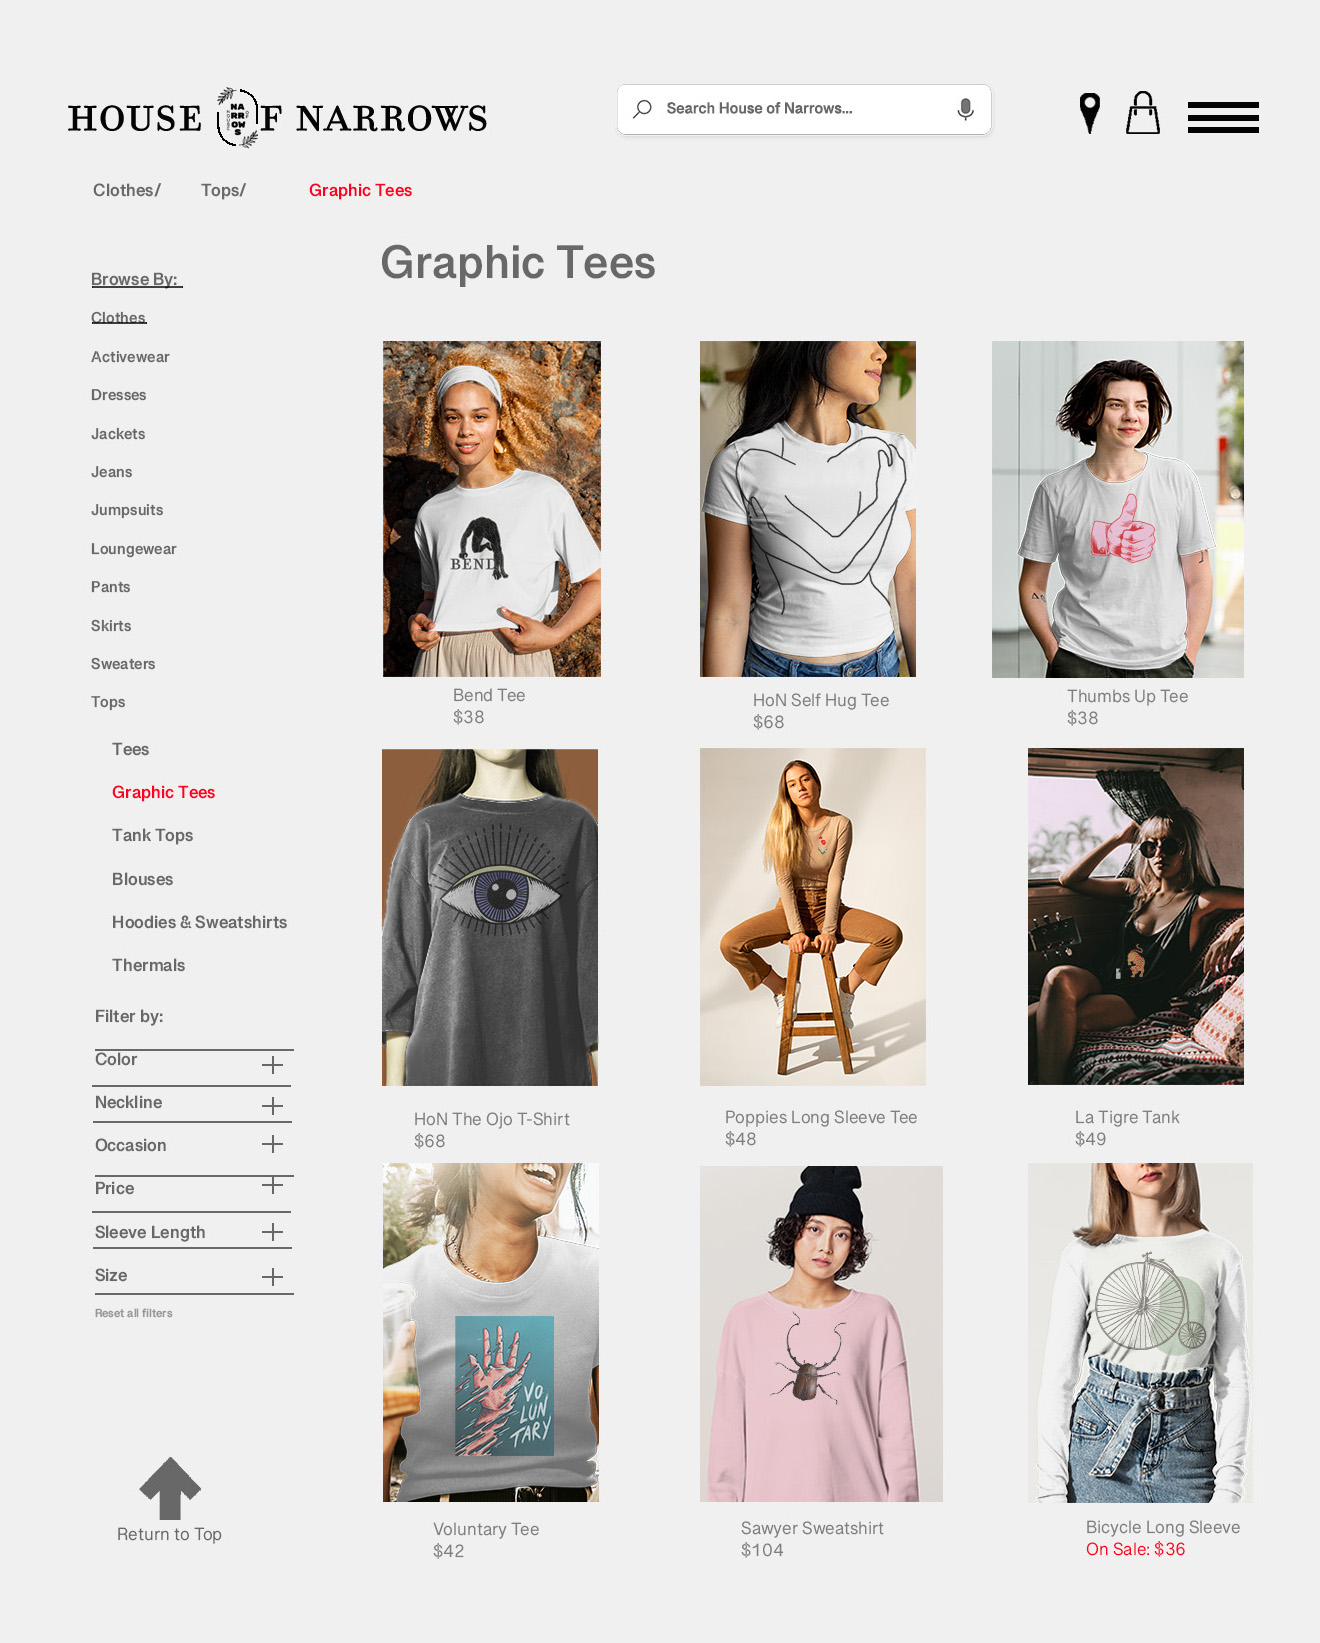 HOUSE OF NARROWS
NA
RR
OW
S
Search House of Narrows...
Clothes/ Tops/ Graphic Tees
Graphic Tees
Browse By:
Clothes
Activewear
Dresses
Jackets
Jeans
Jumpsuits
Loungewear
Pants
Skirts
Sweaters
Tops
Tees
Graphic Tees
Tank Tops
Blouses
Hoodies & Sweatshirts
Thermals
Filter by:
Color
Neckline
Occasion
Price
Sleeve Length
Size
Reset all filters
Return to Top
BEND
Bend Tee
$38
HoN Self Hug Tee
$68
Thumbs Up Tee
$38
HoN The Ojo T-Shirt
$68
Poppies Long Sleeve Tee
$48
La Tigre Tank
$49
VO
LUN
TARY
Voluntary Tee
$42
Sawyer Sweatshirt
$104
Bicycle Long Sleeve
On Sale: $36